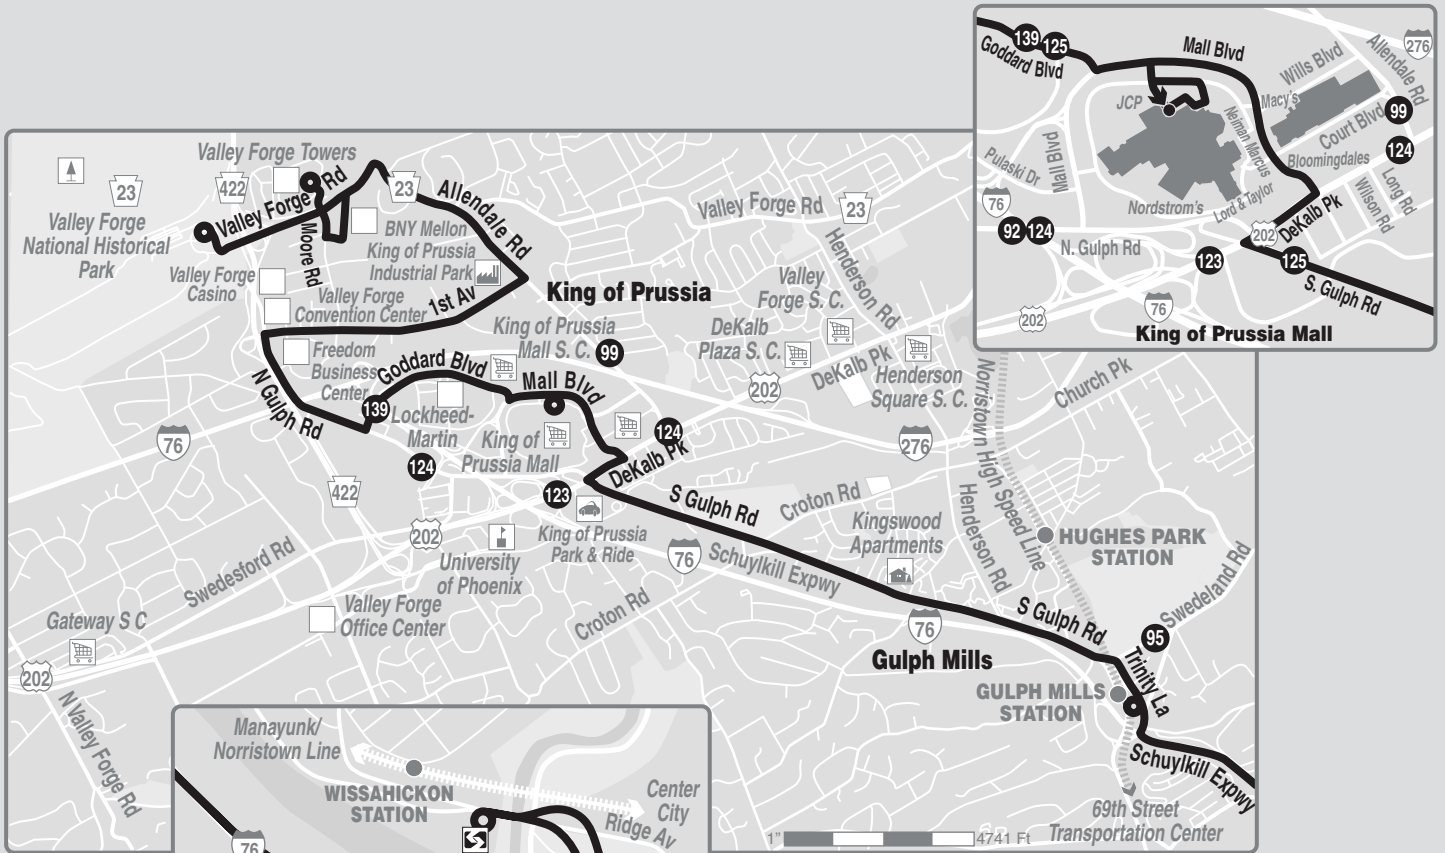 139
125
Goddard Blvd
Mall Blvd
276
Allendale Rd
Wills Blvd
JCP
Macy's
Neiman Marcus
Court Blvd
99
Bloomingdales
124
Pulaski Dr
Mall Blvd
76
Nordstrom's
Lord & Taylor
Long Rd
Wilson Rd
92
124
N. Gulph Rd
202
DeKalb Pk
123
125
S. Gulph Rd
202
76
King of Prussia Mall
Valley Forge Towers
23
422
Valley Forge Rd
23
Allendale Rd
Valley Forge
National Historical
Park
Moore Rd
BNY Mellon
King of Prussia
Industrial Park
Valley Forge Rd
23
Henderson Rd
Valley Forge
Casino
Valley Forge
Convention Center
1st Av
King of Prussia
Valley
Forge S. C.
King of Prussia
Mall S. C.
99
DeKalb
Plaza S. C.
DeKalb Pk
202
Henderson
Square S. C.
Norristown High Speed Line
Church Pk
Freedom
Business
Center
Goddard Blvd
Mall Blvd
N Gulph Rd
139
Lockheed-
Martin
124
King of
Prussia Mall
124
DeKalb Pk
276
76
422
123
King of Prussia
Park & Ride
S Gulph Rd
Croton Rd
Kingswood
Apartments
Henderson Rd
HUGHES PARK
STATION
202
University
of Phoenix
76
Schuylkill Expwy
Swedesford Rd
Swedeland Rd
Gateway S C
Valley Forge
Office Center
Croton Rd
76
S Gulph Rd
95
202
Gulph Mills
Trinity La
GULPH MILLS
STATION
N Valley Forge Rd
Schuylkill Expwy
Manayunk/
Norristown Line
WISSAHICKON
STATION
Center
City
Ridge Av
76
1"
4741 Ft
69th Street
Transportation Center